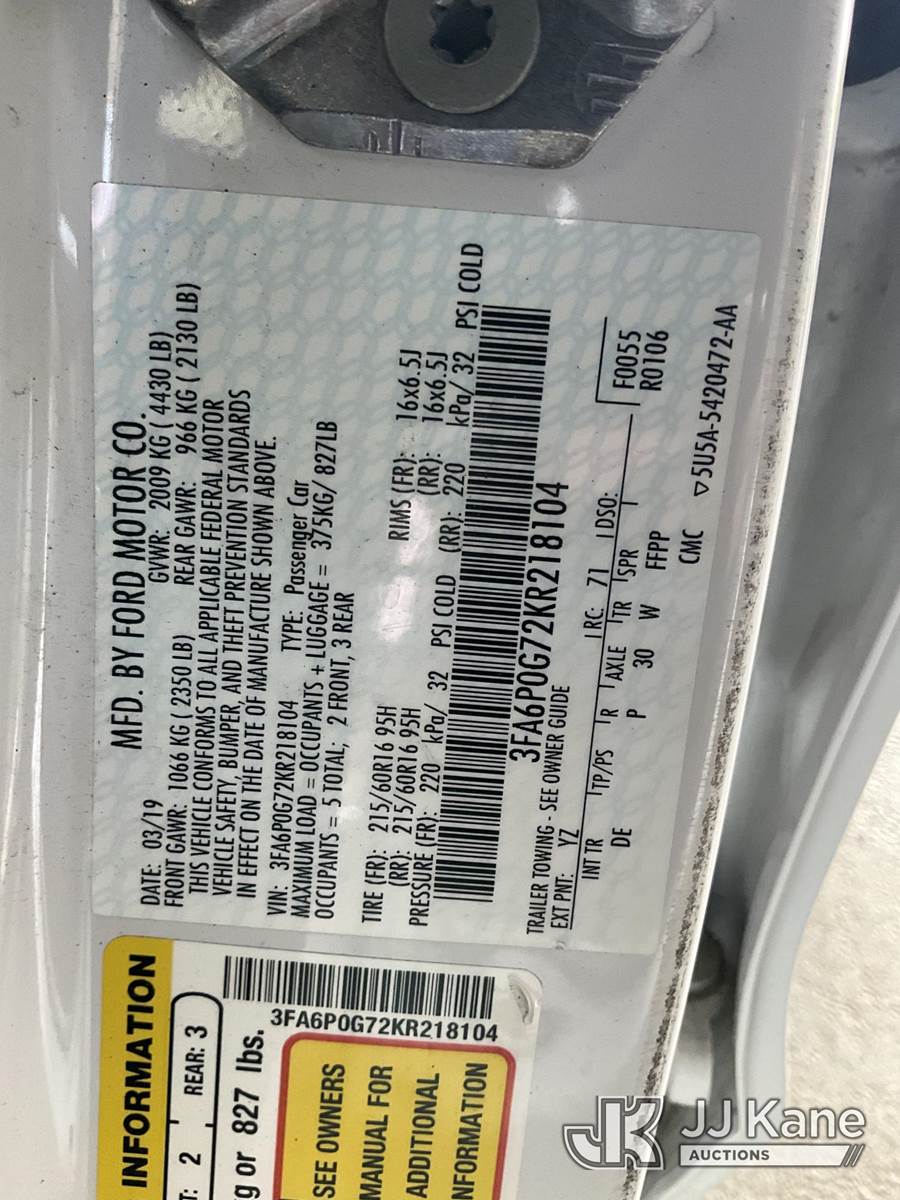 MFD. BY FORD MOTOR CO.
DATE: 03/19 GVWR: 2009 KG ( 4430 LB)
FRONT GAWR: 1066 KG ( 2350 LB) REAR GAWR: 966 KG ( 2130 LB)
THIS VEHICLE CONFORMS TO ALL APPLICABLE FEDERAL MOTOR
VEHICLE SAFETY, BUMPER, AND THEFT PREVENTION STANDARDS
IN EFFECT ON THE DATE OF MANUFACTURE SHOWN ABOVE.
VIN: 3FA6P0G72KR218104 TYPE: Passenger Car
MAXIMUM LOAD = OCCUPANTS + LUGGAGE = 375KG/ 827LB
OCCUPANTS = 5 TOTAL; 2 FRONT, 3 REAR
TIRE (FR): 215/60R16 95H RIMS (FR): 16x6.5J
(RR): 215/60R16 95H (RR): 16x6.5J
PRESSURE (FR): 220 kPa/ 32 PSI COLD (RR): 220 kPa/ 32 PSI COLD
3FA6P0G72KR218104
TRAILER TOWING - SEE OWNER GUIDE
EXT PNT: YZ RC: 71 DSO: F0055
R0106
INT TR TP/PS R AXLE TR SPR
DE P 30 W FFPP
CMC ▽5U5A-5420472-AA
INFORMATION
T: 2 REAR: 3
g or 827 lbs.
3FA6P0G72KR218104
SEE OWNERS
MANUAL FOR
ADDITIONAL
NFORMATION
JK JJ Kane
AUCTIONS